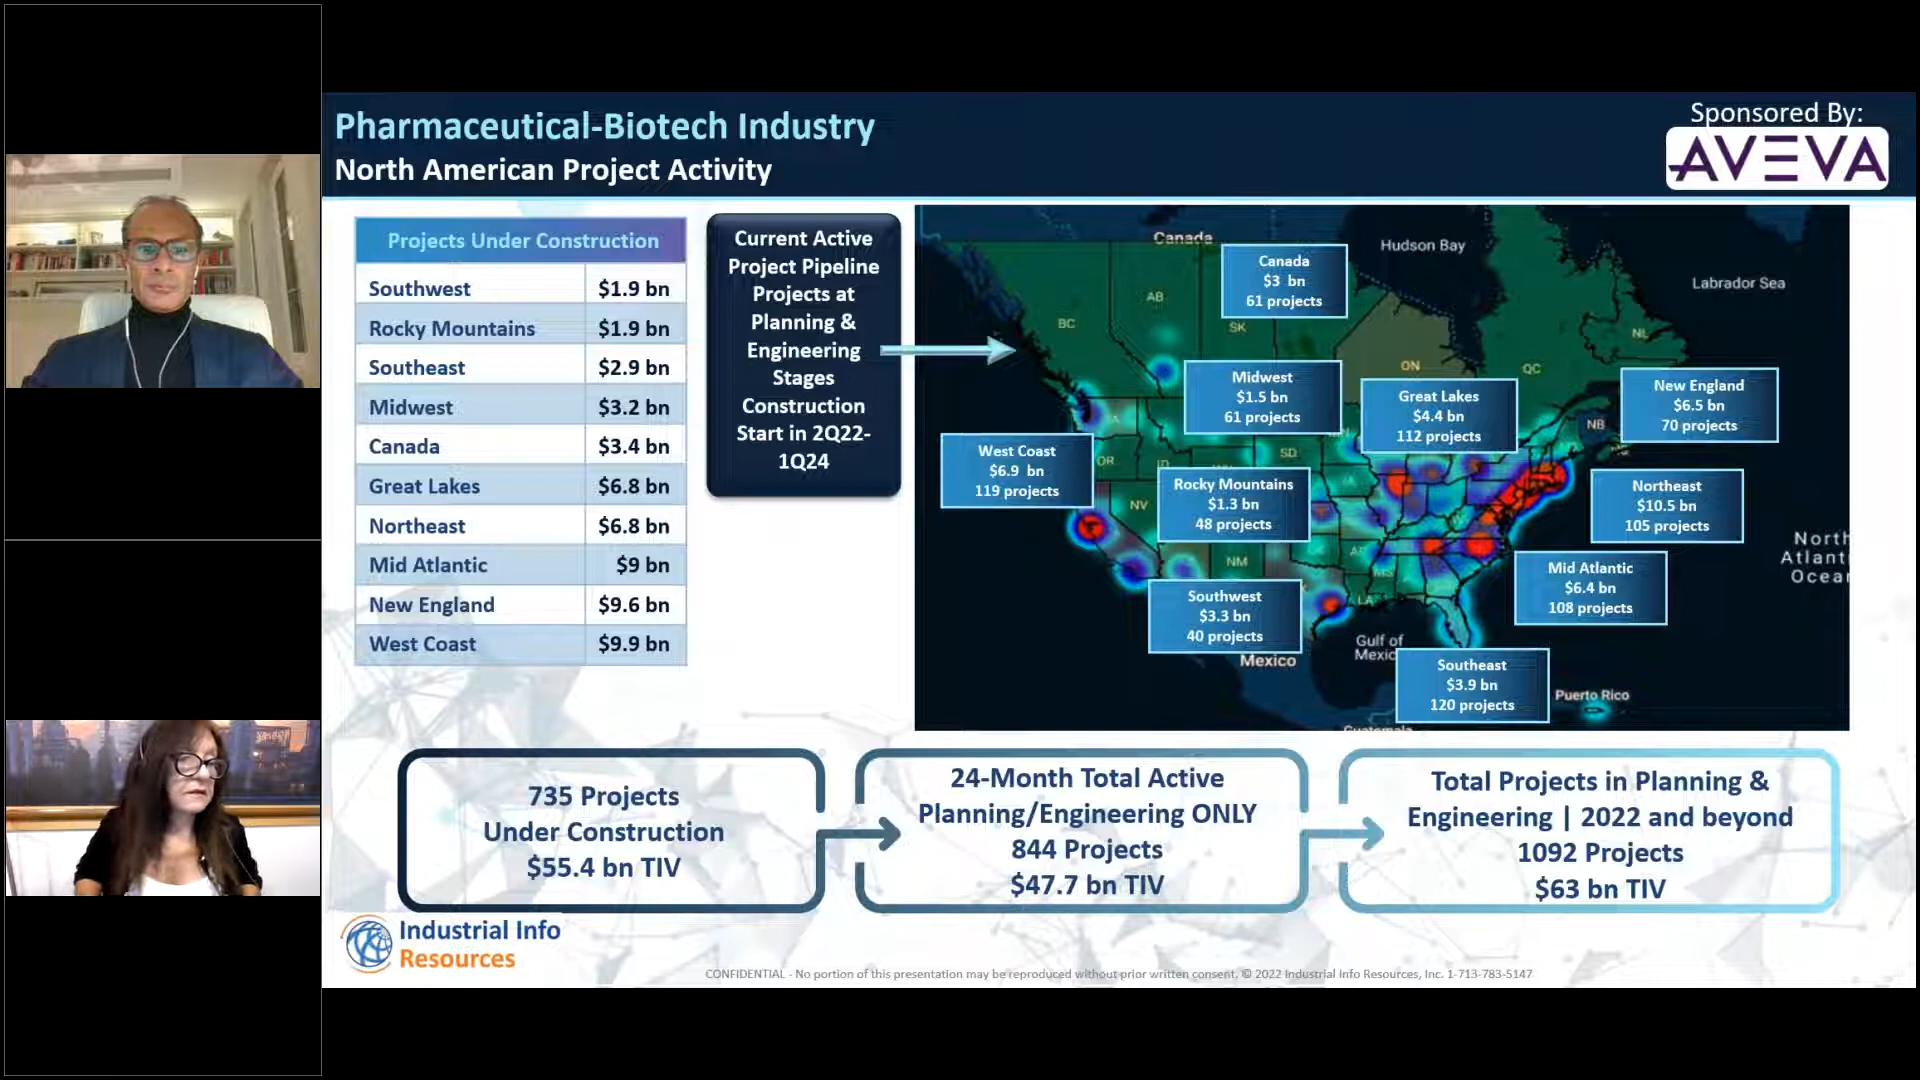 Pharmaceutical-Biotech Industry
North American Project Activity
Sponsored By:
AVEVA
Projects Under Construction
Southwest $1.9 bn
Rocky Mountains $1.9 bn
Southeast $2.9 bn
Midwest $3.2 bn
Canada $3.4 bn
Great Lakes $6.8 bn
Northeast $6.8 bn
Mid Atlantic $9 bn
New England $9.6 bn
West Coast $9.9 bn
Current Active
Project Pipeline
Projects at
Planning &
Engineering
Stages
Construction
Start in 2Q22-
1Q24
Canada
Hudson Bay
Labrador Sea
Canada
$3 bn
61 projects
AB
BC
SK
NL
ON
QC
Midwest
$1.5 bn
61 projects
Great Lakes
$4.4 bn
112 projects
New England
$6.5 bn
70 projects
NB
West Coast
$6.9 bn
119 projects
OR
SD
Rocky Mountains
$1.3 bn
48 projects
NV
Northeast
$10.5 bn
105 projects
North
Atlanti
Ocean
NM
MS
LA
Mid Atlantic
$6.4 bn
108 projects
Southwest
$3.3 bn
40 projects
Gulf of
Mexic
Mexico
Southeast
$3.9 bn
120 projects
Puerto Rico
Guatemala
735 Projects
Under Construction
$55.4 bn TIV
24-Month Total Active
Planning/Engineering ONLY
844 Projects
$47.7 bn TIV
Total Projects in Planning &
Engineering | 2022 and beyond
1092 Projects
$63 bn TIV
Industrial Info
Resources
CONFIDENTIAL - No portion of this presentation may be reproduced without prior written consent. © 2022 Industrial Info Resources, Inc. 1-713-783-5147